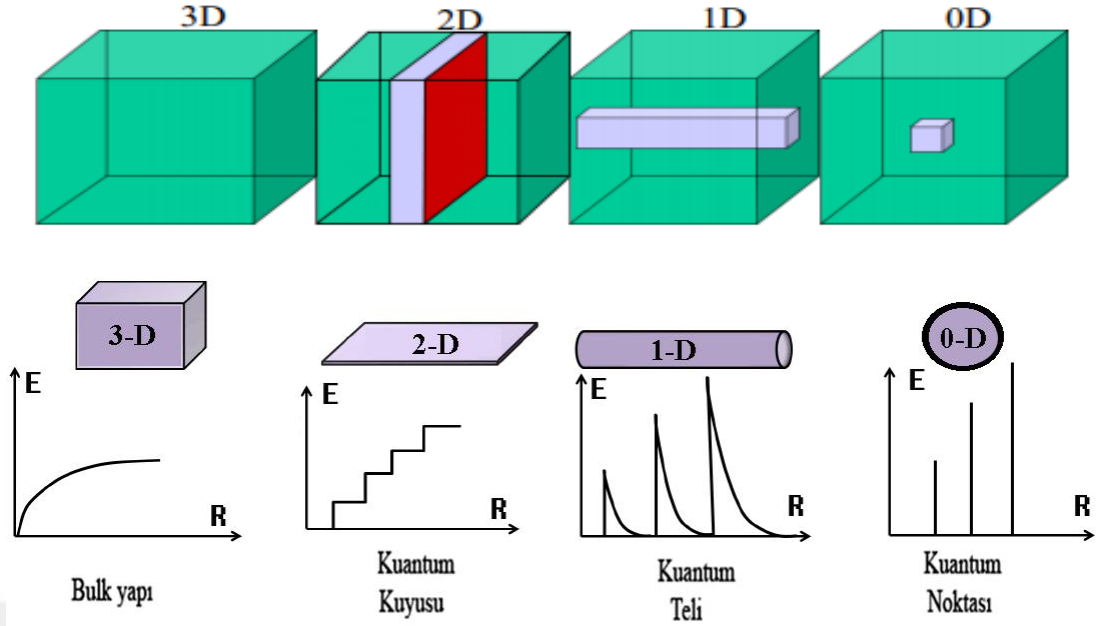 3D
2D
1D
0D
3-D
2-D
1-D
0-D
E
R
E
R
E
R
E
R
Bulk yapı
Kuantum
Kuyusu
Kuantum
Teli
Kuantum
Noktası